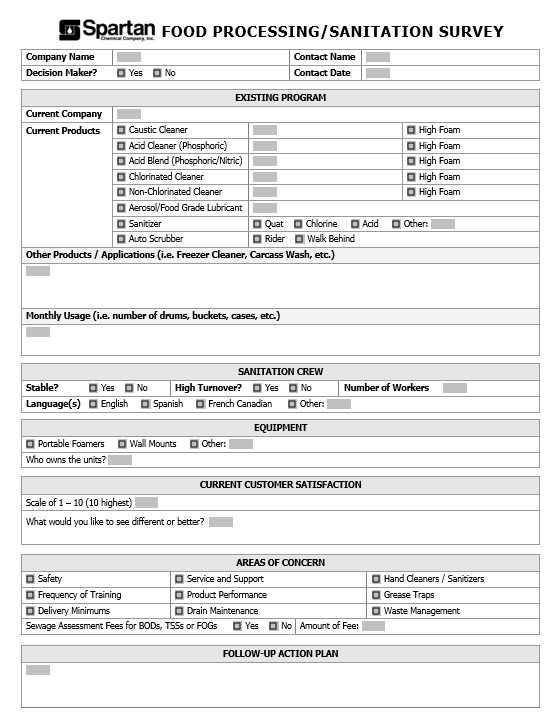 Spartan
Chemical Company, Inc.
FOOD PROCESSING/SANITATION SURVEY
Company Name Contact Name
Decision Maker? Yes No Contact Date
EXISTING PROGRAM
Current Company
Current Products Caustic Cleaner High Foam
Acid Cleaner (Phosphoric) High Foam
Acid Blend (Phosphoric/Nitric) High Foam
Chlorinated Cleaner High Foam
Non-Chlorinated Cleaner High Foam
Aerosol/Food Grade Lubricant
Sanitizer Quat Chlorine Acid Other:
Auto Scrubber Rider Walk Behind
Other Products / Applications (i.e. Freezer Cleaner, Carcass Wash, etc.)
Monthly Usage (i.e. number of drums, buckets, cases, etc.)
SANITATION CREW
Stable? Yes No High Turnover? Yes No Number of Workers
Language(s) English Spanish French Canadian Other:
EQUIPMENT
Portable Foamers Wall Mounts Other:
Who owns the units?
CURRENT CUSTOMER SATISFACTION
Scale of 1 – 10 (10 highest)
What would you like to see different or better?
AREAS OF CONCERN
Safety Service and Support Hand Cleaners / Sanitizers
Frequency of Training Product Performance Grease Traps
Delivery Minimums Drain Maintenance Waste Management
Sewage Assessment Fees for BODs, TSSs or FOGs Yes No Amount of Fee:
FOLLOW-UP ACTION PLAN